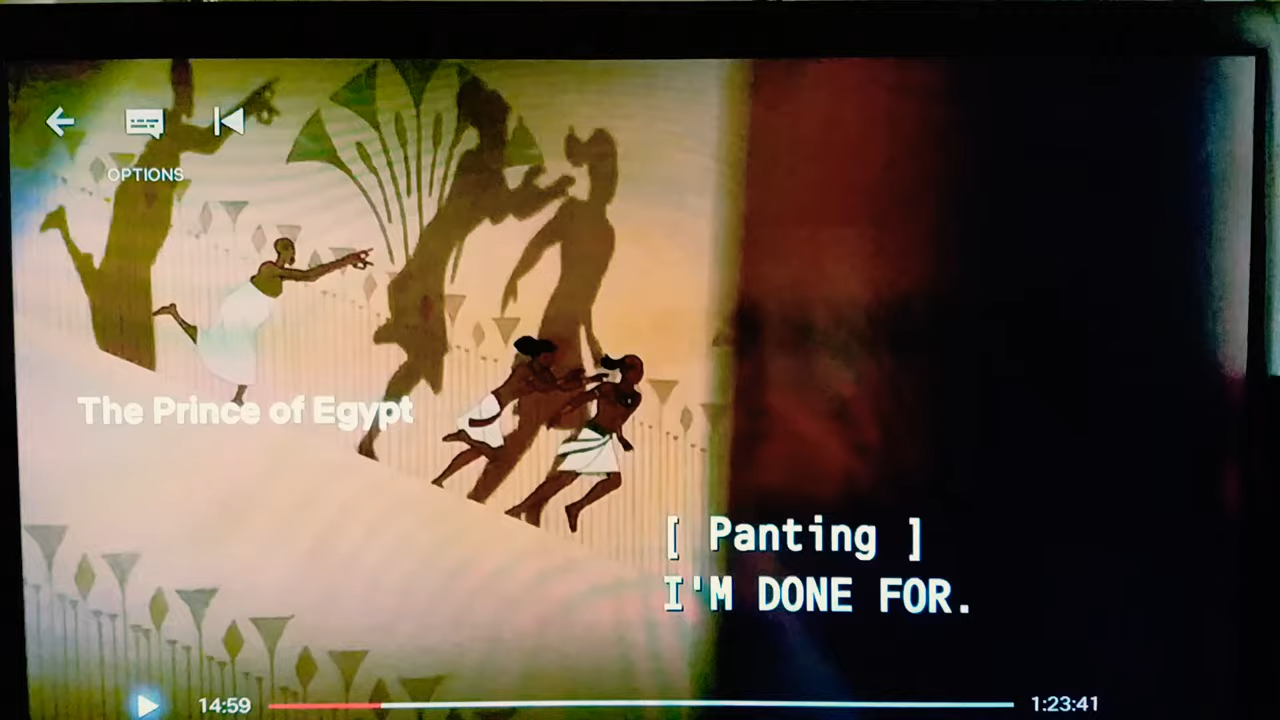 OPTIONS
The Prince of Egypt
[ Panting ]
I'M DONE FOR.
14:59
1:23:41